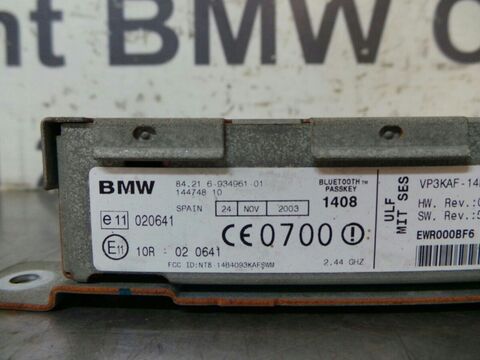 BMW
BMW
84.21 6-934961-01
144748 10
SPAIN
24 NOV 2003
BLUETOOTH™
PASSKEY
1408
e11 020641
E11 10R : 02 0641
CE0700
FCC ID:NT8-14B4093KAFSWM
2.44 GHZ
ULF
MIT SES
VP3KAF-14
HW. Rev.:
SW. Rev.:
EWR000BF6